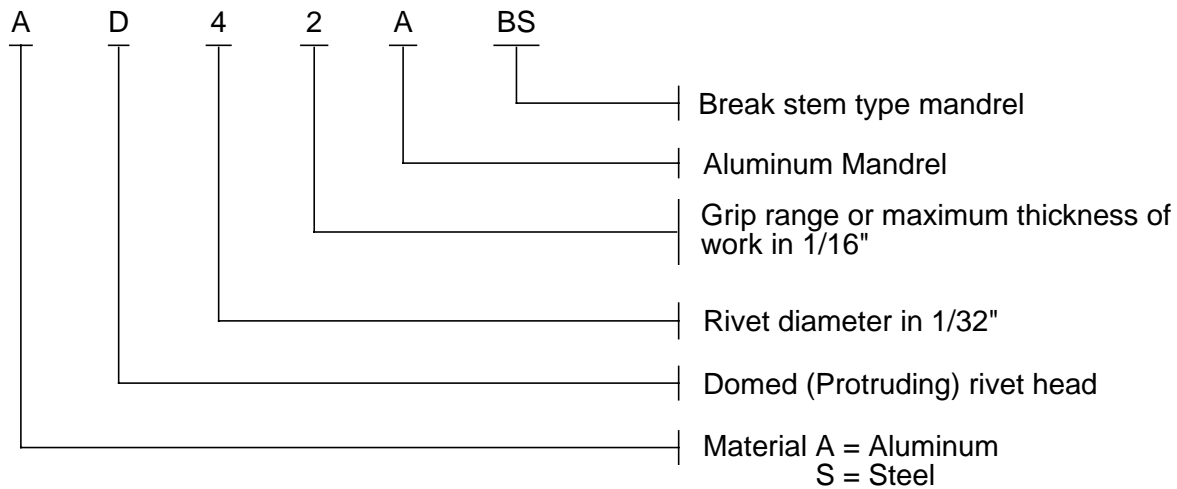 A D 4 2 A BS
Break stem type mandrel
Aluminum Mandrel
Grip range or maximum thickness of
work in 1/16"
Rivet diameter in 1/32"
Domed (Protruding) rivet head
Material A = Aluminum
S = Steel